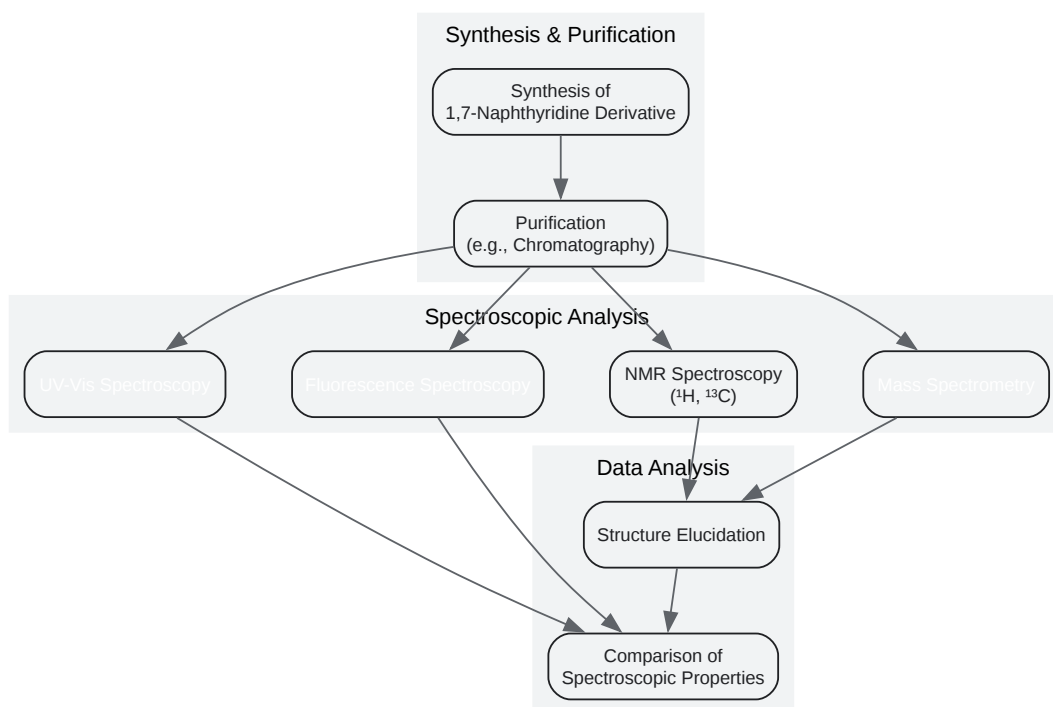 Synthesis & Purification
Synthesis of
1,7-Naphthyridine Derivative
Purification
(e.g., Chromatography)
Spectroscopic Analysis
UV-Vis Spectroscopy
Fluorescence Spectroscopy
NMR Spectroscopy
(¹H, ¹³C)
Mass Spectrometry
Data Analysis
Structure Elucidation
Comparison of
Spectroscopic Properties